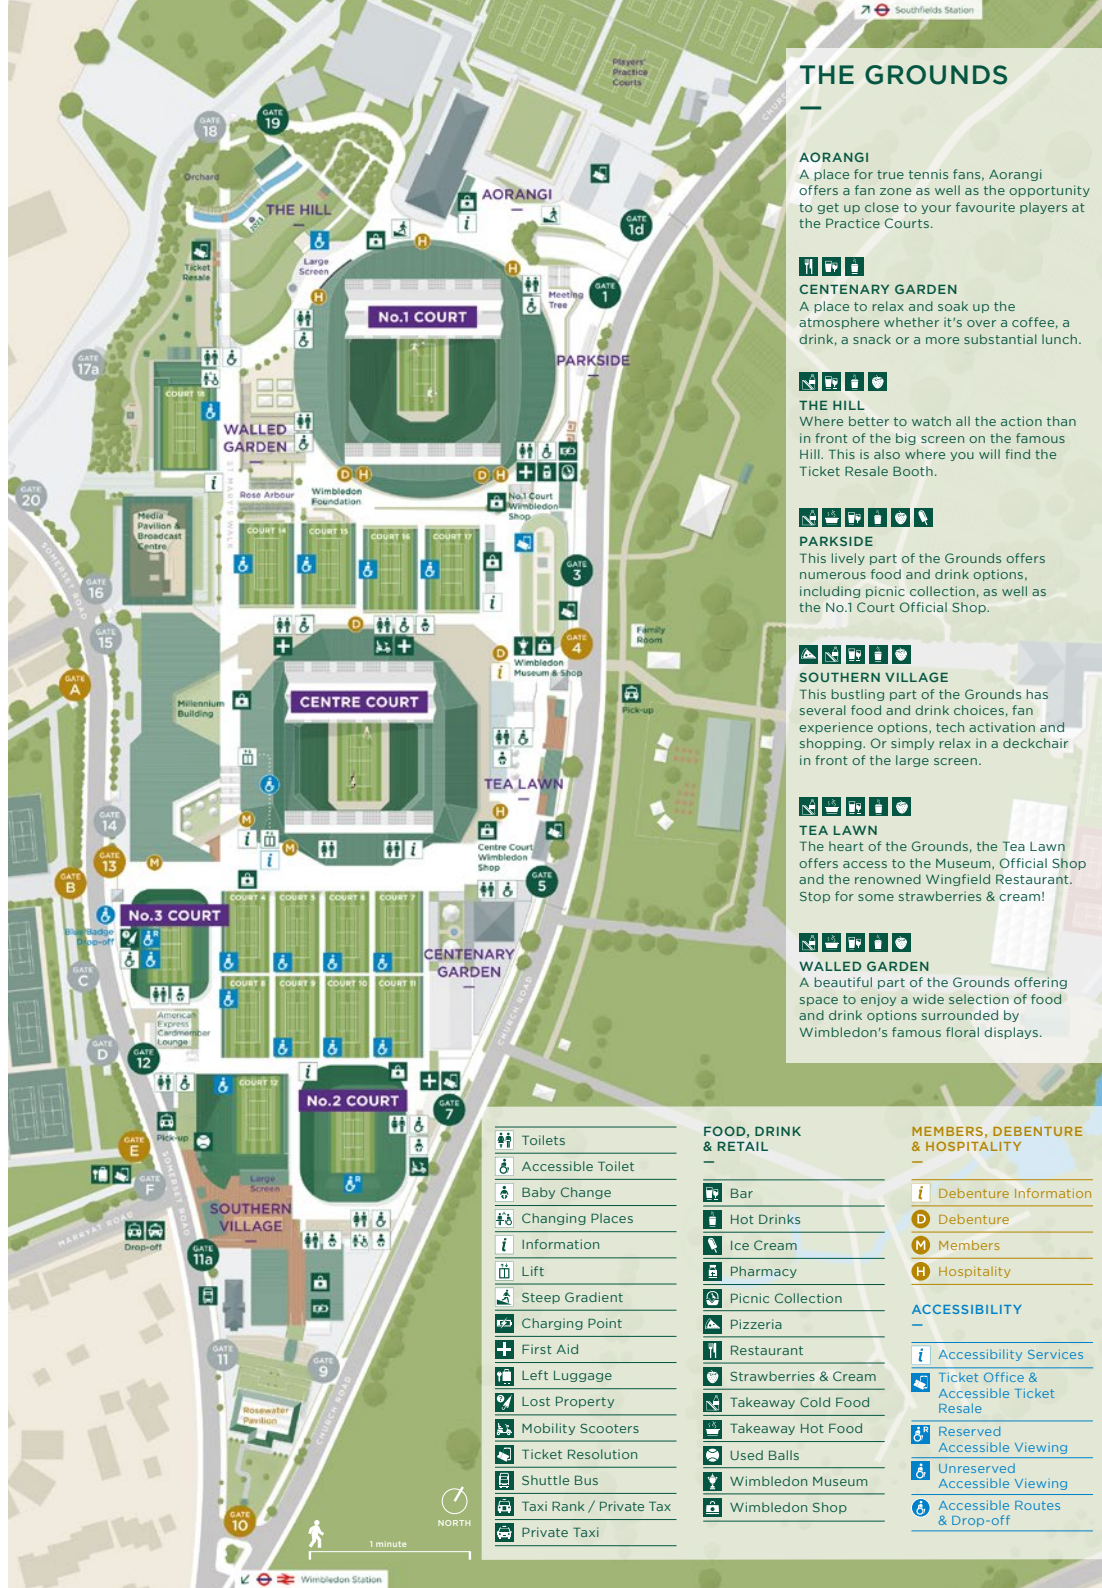 Southfields Station
Players'
Practice
Courts
CHURCH
GATE
19
GATE
18
Orchard
AORANGI
THE HILL
GATE
1d
Ticket
Resale
Large
Screen
GATE
1
Meeting
Tree
No.1 COURT
PARKSIDE
GATE
17a
COURT 18
WALLED
GARDEN
Rose Arbour
Wimbledon
Foundation
No.1 Court
Wimbledon
Shop
GATE
20
ST MARY'S WALK
Media
Pavilion &
Broadcast
Centre
COURT 14
COURT 15
COURT 16
COURT 17
SOMERSET ROAD
GATE
3
GATE
16
GATE
15
GATE
4
Family
Room
Wimbledon
Museum & Shop
GATE
A
Pick-up
Millennium
Building
CENTRE COURT
TEA LAWN
GATE
14
GATE
13
Centre Court
Wimbledon
Shop
GATE
B
GATE
5
No.3 COURT
COURT 4
COURT 5
COURT 6
COURT 7
Blue Badge
Drop-off
CENTENARY
GARDEN
GATE
C
COURT 8
COURT 9
COURT 10
COURT 11
American
Express
Cardmember
Lounge
CHURCH ROAD
GATE
D
GATE
12
COURT 12
No.2 COURT
GATE
7
Pick-up
GATE
E
GATE
F
Large
Screen
SOUTHERN
VILLAGE
SOMERSET ROAD
MARRYAT ROAD
Drop-off
GATE
11a
GATE
11
GATE
9
Rosewater
Pavilion
CHURCH ROAD
GATE
10
NORTH
1 minute
Wimbledon Station
THE GROUNDS
AORANGI
A place for true tennis fans, Aorangi
offers a fan zone as well as the opportunity
to get up close to your favourite players at
the Practice Courts.
CENTENARY GARDEN
A place to relax and soak up the
atmosphere whether it's over a coffee, a
drink, a snack or a more substantial lunch.
THE HILL
Where better to watch all the action than
in front of the big screen on the famous
Hill. This is also where you will find the
Ticket Resale Booth.
PARKSIDE
This lively part of the Grounds offers
numerous food and drink options,
including picnic collection, as well as
the No.1 Court Official Shop.
SOUTHERN VILLAGE
This bustling part of the Grounds has
several food and drink choices, fan
experience options, tech activation and
shopping. Or simply relax in a deckchair
in front of the large screen.
TEA LAWN
The heart of the Grounds, the Tea Lawn
offers access to the Museum, Official Shop
and the renowned Wingfield Restaurant.
Stop for some strawberries & cream!
WALLED GARDEN
A beautiful part of the Grounds offering
space to enjoy a wide selection of food
and drink options surrounded by
Wimbledon's famous floral displays.
Toilets
Accessible Toilet
Baby Change
Changing Places
i Information
Lift
Steep Gradient
Charging Point
First Aid
Left Luggage
Lost Property
Mobility Scooters
Ticket Resolution
Shuttle Bus
Taxi Rank / Private Tax
Private Taxi
FOOD, DRINK
& RETAIL
Bar
Hot Drinks
Ice Cream
Pharmacy
Picnic Collection
Pizzeria
Restaurant
Strawberries & Cream
Takeaway Cold Food
Takeaway Hot Food
Used Balls
Wimbledon Museum
Wimbledon Shop
MEMBERS, DEBENTURE
& HOSPITALITY
i Debenture Information
D Debenture
M Members
H Hospitality
ACCESSIBILITY
i Accessibility Services
Ticket Office &
Accessible Ticket
Resale
R Reserved
Accessible Viewing
Unreserved
Accessible Viewing
Accessible Routes
& Drop-off